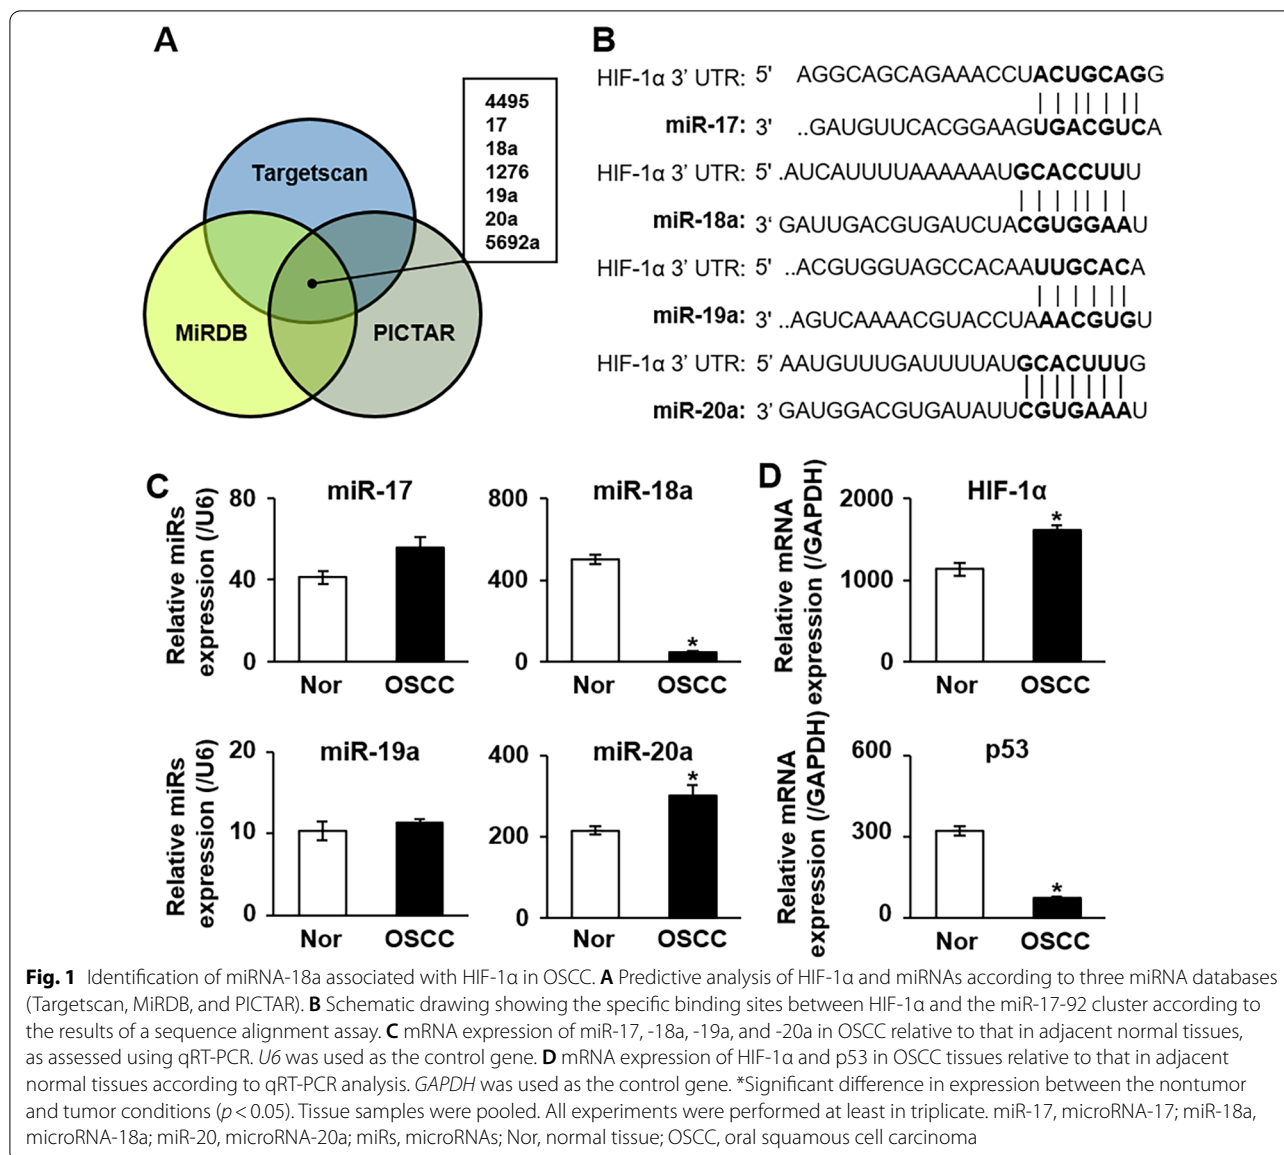 A
4495
17
18a
1276
19a
20a
5692a
Targetscan
MiRDB
PICTAR
B
HIF-1α 3' UTR: 5' AGGCAGCAGAAACCUACUGCAGG
miR-17: 3' ..GAUGUUCACGGAAGUGACGUCA
HIF-1α 3' UTR: 5' .AUCAUUUUAAAAAAUGCACCUUU
miR-18a: 3' GAUUGACGUGAUCUACGUGGAAU
HIF-1α 3' UTR: 5' ..ACGUGGUAGCCACAAUUGCACA
miR-19a: 3' ..AGUCAAAACGUACCUAAACGUGU
HIF-1α 3' UTR: 5' AAUGUUUGAUUUUAUGCACUUUG
miR-20a: 3' GAUGGACGUGAUAUUCGUGAAAU
C
Relative miRs
expression (/U6)
miR-17
80
40
0
Nor OSCC
miR-18a
800
400
0
*
Nor OSCC
Relative miRs
expression (/U6)
miR-19a
20
10
0
Nor OSCC
miR-20a
400
200
0
*
Nor OSCC
D
Relative mRNA
expression (/GAPDH)
HIF-1α
2000
1000
0
*
Nor OSCC
Relative mRNA
expression (/GAPDH)
p53
600
300
0
*
Nor OSCC
Fig. 1 Identification of miRNA-18a associated with HIF-1α in OSCC. A Predictive analysis of HIF-1α and miRNAs according to three miRNA databases
(Targetscan, MiRDB, and PICTAR). B Schematic drawing showing the specific binding sites between HIF-1α and the miR-17-92 cluster according to
the results of a sequence alignment assay. C mRNA expression of miR-17, -18a, -19a, and -20a in OSCC relative to that in adjacent normal tissues,
as assessed using qRT-PCR. U6 was used as the control gene. D mRNA expression of HIF-1α and p53 in OSCC tissues relative to that in adjacent
normal tissues according to qRT-PCR analysis. GAPDH was used as the control gene. *Significant difference in expression between the nontumor
and tumor conditions (p < 0.05). Tissue samples were pooled. All experiments were performed at least in triplicate. miR-17, microRNA-17; miR-18a,
microRNA-18a; miR-20, microRNA-20a; miRs, microRNAs; Nor, normal tissue; OSCC, oral squamous cell carcinoma